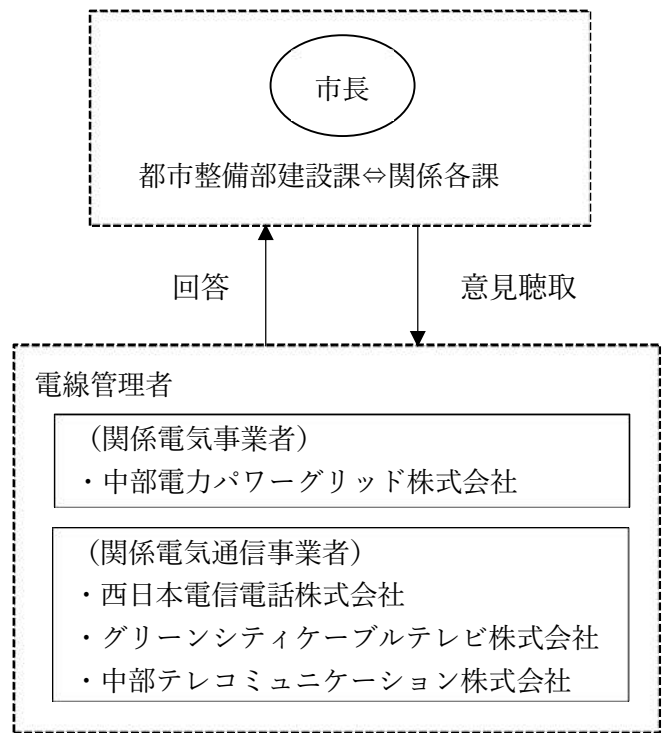 市長
都市整備部建設課⇔関係各課
回答
意見聴取
電線管理者
（関係電気事業者）
・中部電力パワーグリッド株式会社
（関係電気通信事業者）
・西日本電信電話株式会社
・グリーンシティケーブルテレビ株式会社
・中部テレコミュニケーション株式会社